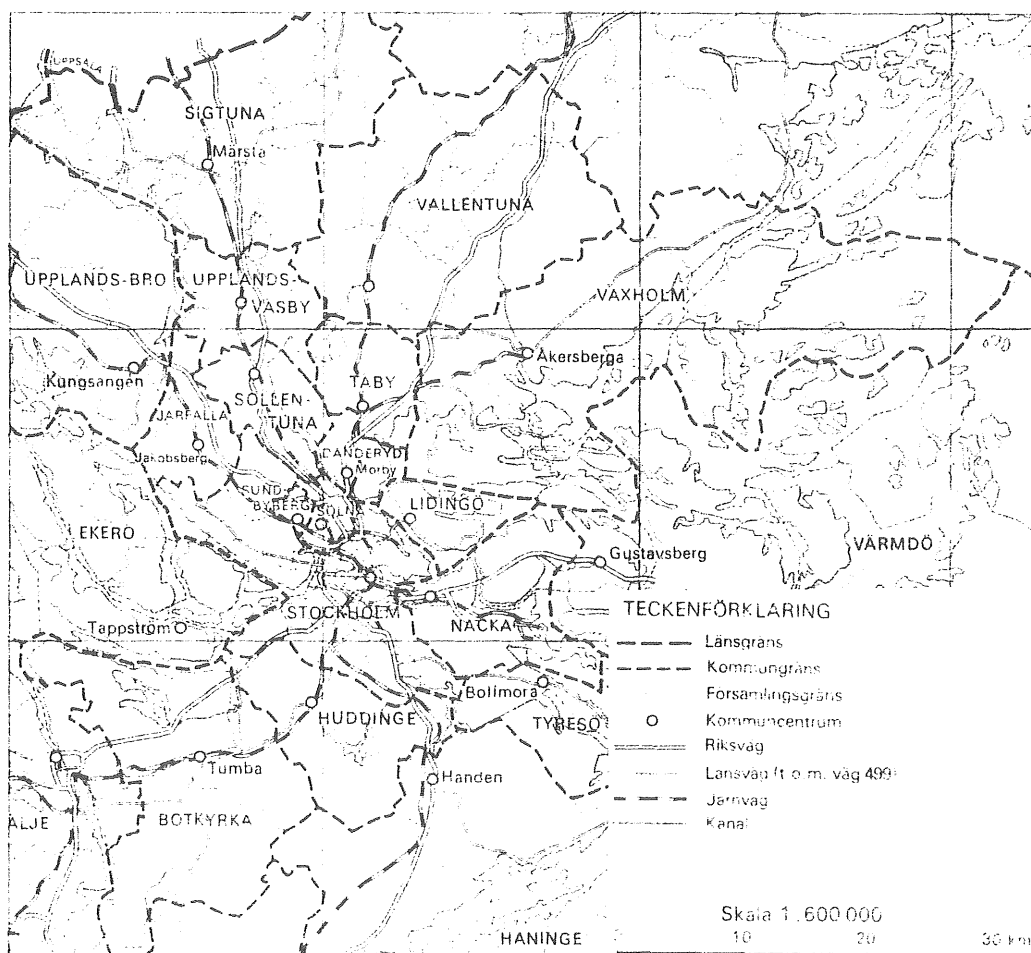 UPPSALA
SIGTUNA
Märsta
VALLENTUNA
UPPLANDS-BRO
UPPLANDS-
VÄSBY
VAXHOLM
Åkersberga
Kungsängen
TÄBY
SOLLEN-
TUNA
JÄRFÄLLA
Jakobsberg
DANDERYD
Mörby
SUND-
BYBERG
SOLNA
LIDINGÖ
EKERÖ
VÄRMDÖ
Gustavsberg
STOCKHOLM
NACKA
Tappström
Bollmora
TYRESÖ
HUDDINGE
Tumba
Handen
ÄLJE
BOTKYRKA
HANINGE
TECKENFÖRKLARING
Länsgräns
Kommungräns
Församlingsgräns
Kommuncentrum
Riksväg
Länsväg (t.o.m. väg 499)
Järnväg
Kanal
Skala 1:600 000
10 20 30 km